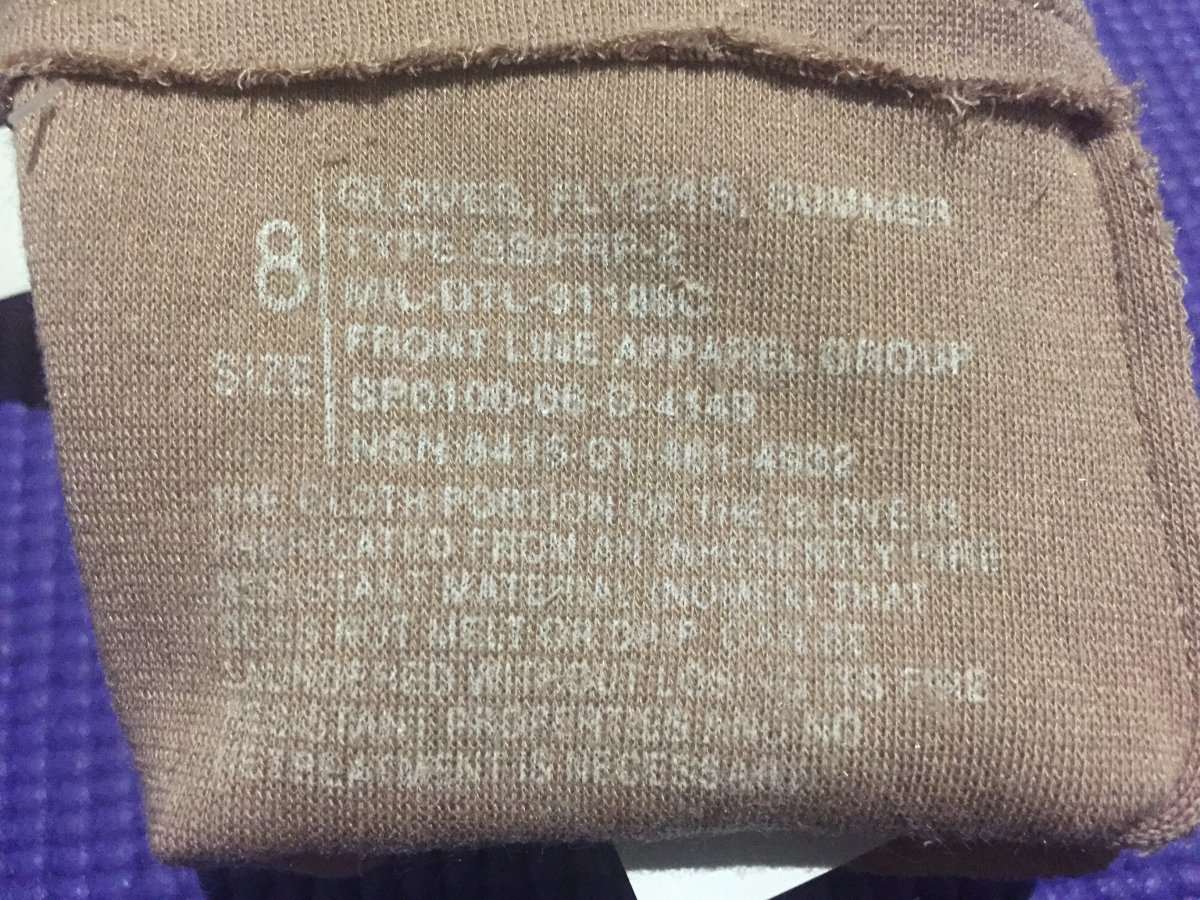 8
SIZE
GLOVES, FLYER'S, SUMMER
TYPE GS/FRP-2
MIL-DTL-81188C
FRONT LINE APPAREL GROUP
SP0100-06-D-4149
NSN:8415-01-461-4902
THE CLOTH PORTION OF THE GLOVE IS
FABRICATED FROM AN INHERENTLY FIRE
RESISTANT MATERIAL (NOMEX) THAT
DOES NOT MELT OR DRIP. CAN BE
LAUNDERED WITHOUT LOSING ITS FIRE
RESISTANT PROPERTIES AND NO
RETREATMENT IS NECESSARY